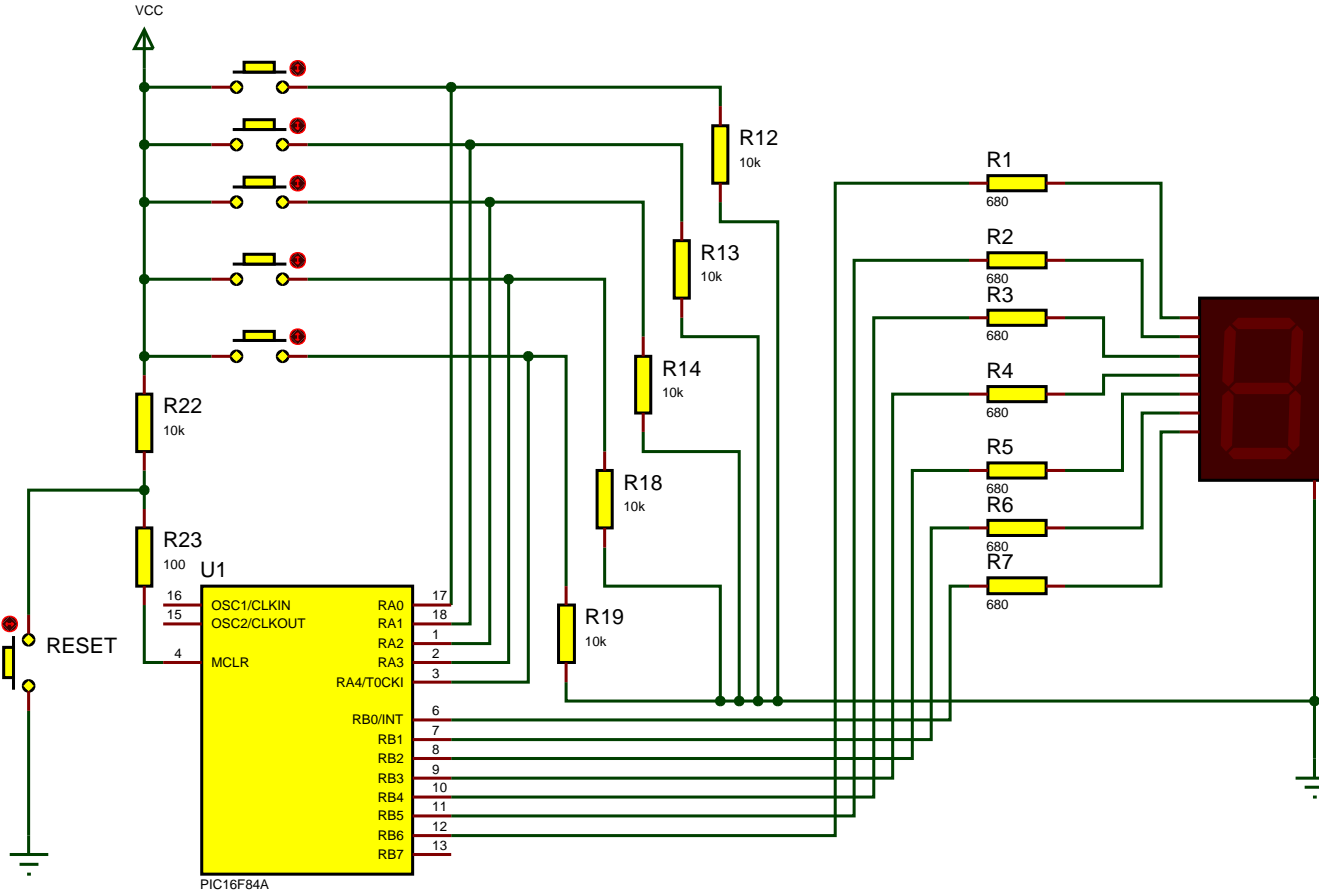 VCC
R12
10k
R1
680
R13
10k
R2
680
R3
680
R14
10k
R4
680
R22
10k
R5
680
R18
10k
R6
680
R23
100
R7
680
U1
R19
10k
RESET
16 OSC1/CLKIN RA0 17
15 OSC2/CLKOUT RA1 18
RA2 1
4 MCLR RA3 2
RA4/T0CKI 3
RB0/INT 6
RB1 7
RB2 8
RB3 9
RB4 10
RB5 11
RB6 12
RB7 13
PIC16F84A